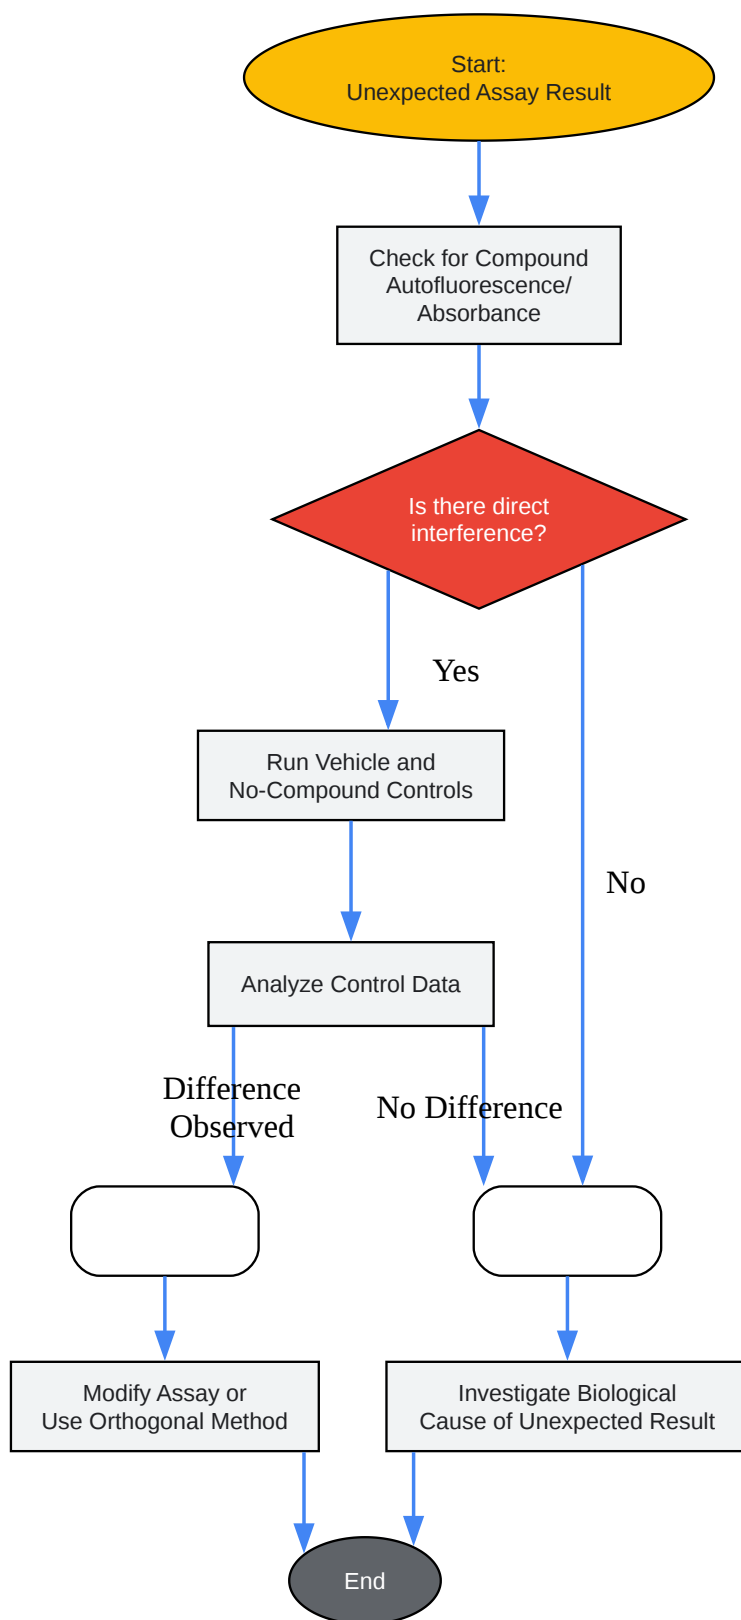 Start:
Unexpected Assay Result
Check for Compound
Autofluorescence/
Absorbance
Is there direct
interference?
Yes
Run Vehicle and
No-Compound Controls
No
Analyze Control Data
Difference
Observed
No Difference
Modify Assay or
Use Orthogonal Method
Investigate Biological
Cause of Unexpected Result
End